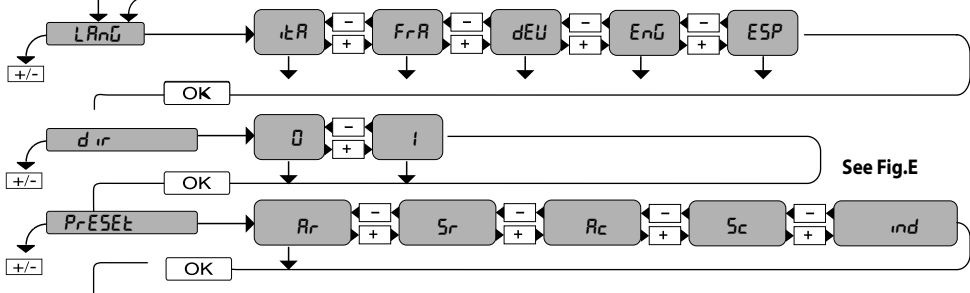 LAnG itA - + FrA - + dEU - + EnG - + ESP
+/-
OK
dir 0 - + 1
+/-
OK
See Fig.E
PrESEt Ar - + Sr - + Ac - + Sc - + ind
+/-
OK